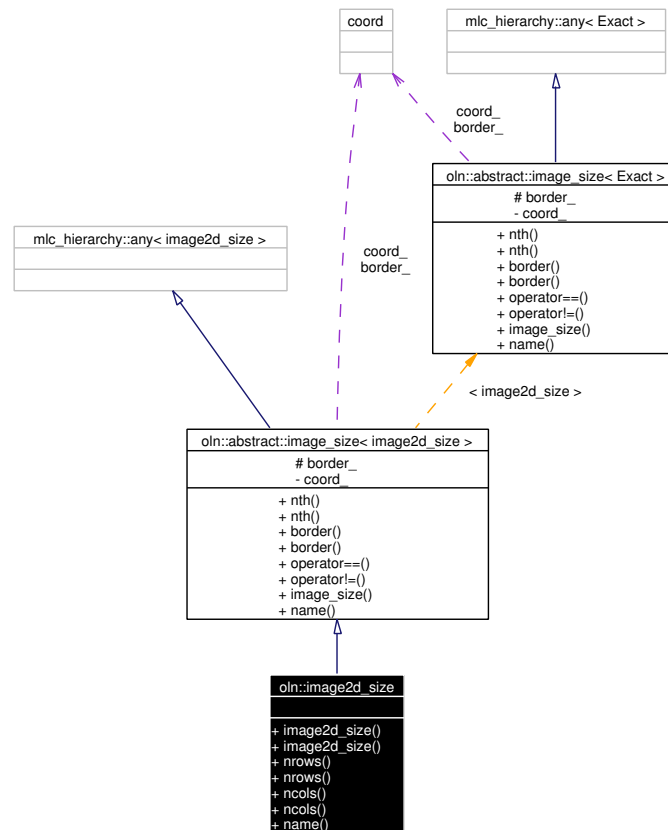 coord
mlc_hierarchy::any< Exact >
coord_
border_
oln::abstract::image_size< Exact >
# border_
- coord_
+ nth()
+ nth()
+ border()
+ border()
+ operator==()
+ operator!=()
+ image_size()
+ name()
mlc_hierarchy::any< image2d_size >
coord_
border_
< image2d_size >
oln::abstract::image_size< image2d_size >
# border_
- coord_
+ nth()
+ nth()
+ border()
+ border()
+ operator==()
+ operator!=()
+ image_size()
+ name()
oln::image2d_size
+ image2d_size()
+ image2d_size()
+ nrows()
+ nrows()
+ ncols()
+ ncols()
+ name()